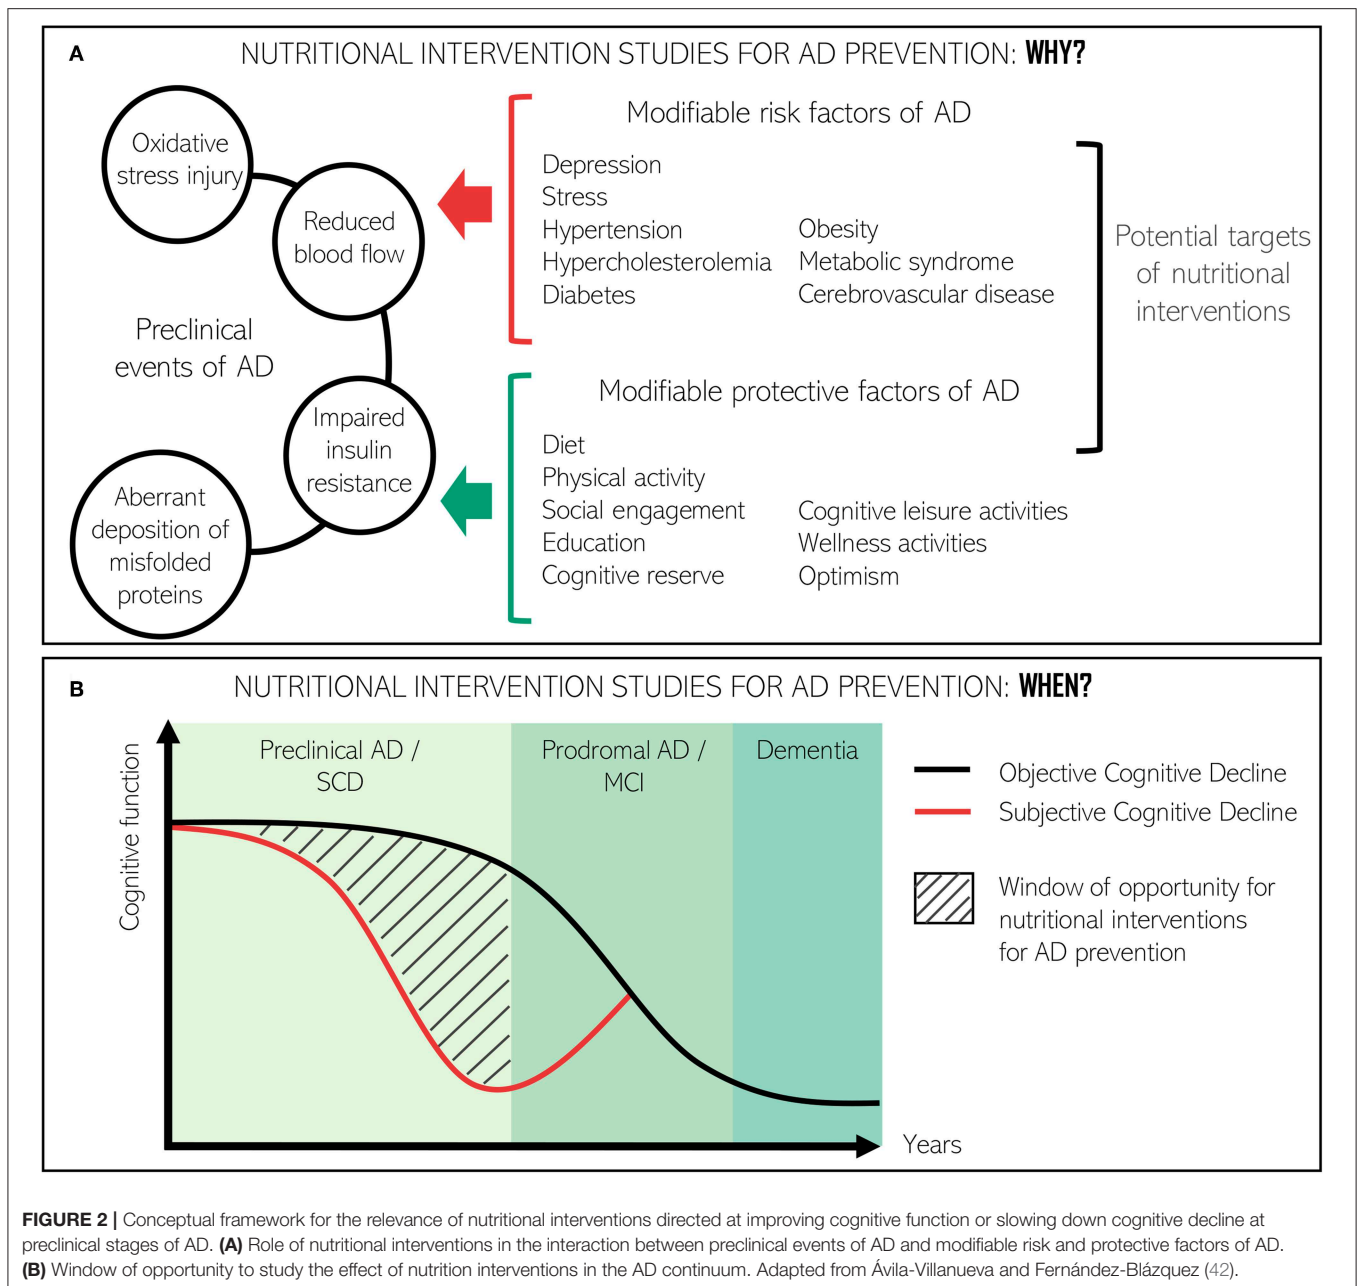 A
NUTRITIONAL INTERVENTION STUDIES FOR AD PREVENTION: WHY?
Oxidative
stress injury
Reduced
blood flow
Preclinical
events of AD
Impaired
insulin
resistance
Aberrant
deposition of
misfolded
proteins
Modifiable risk factors of AD
Depression
Stress
Hypertension
Hypercholesterolemia
Diabetes
Obesity
Metabolic syndrome
Cerebrovascular disease
Modifiable protective factors of AD
Diet
Physical activity
Social engagement
Education
Cognitive reserve
Cognitive leisure activities
Wellness activities
Optimism
Potential targets
of nutritional
interventions
B
NUTRITIONAL INTERVENTION STUDIES FOR AD PREVENTION: WHEN?
Cognitive function
Preclinical AD /
SCD
Prodromal AD /
MCI
Dementia
Years
Objective Cognitive Decline
Subjective Cognitive Decline
Window of opportunity for
nutritional interventions
for AD prevention
FIGURE 2 | Conceptual framework for the relevance of nutritional interventions directed at improving cognitive function or slowing down cognitive decline at
preclinical stages of AD. (A) Role of nutritional interventions in the interaction between preclinical events of AD and modifiable risk and protective factors of AD.
(B) Window of opportunity to study the effect of nutrition interventions in the AD continuum. Adapted from Ávila-Villanueva and Fernández-Blázquez (42).